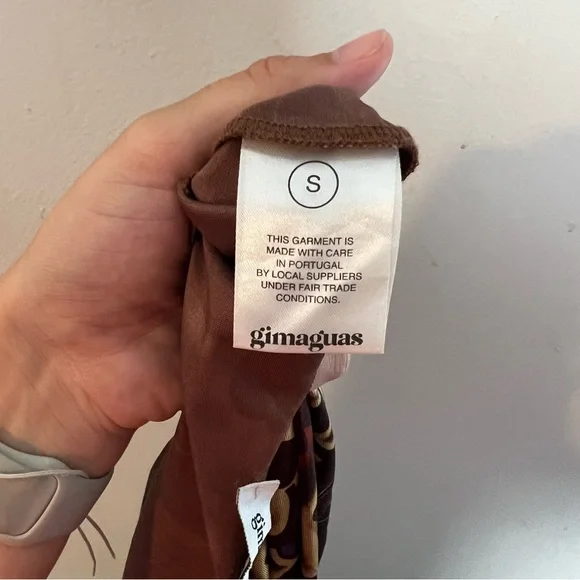 S
THIS GARMENT IS
MADE WITH CARE
IN PORTUGAL
BY LOCAL SUPPLIERS
UNDER FAIR TRADE
CONDITIONS.
gimaguas